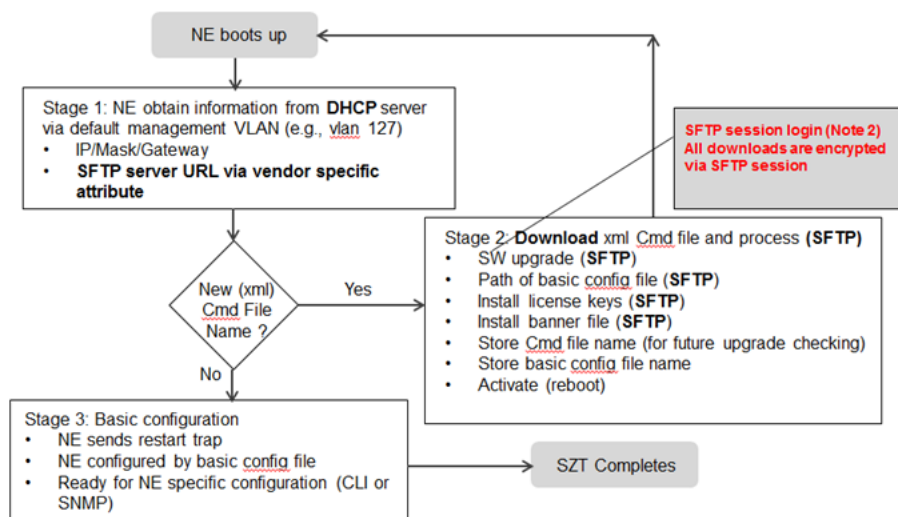 NE boots up
Stage 1: NE obtain information from DHCP server
via default management VLAN (e.g., vlan 127)
• IP/Mask/Gateway
• SFTP server URL via vendor specific
attribute
SFTP session login (Note 2)
All downloads are encrypted
via SFTP session
New (xml)
Cmd File
Name ?
Yes
No
Stage 2: Download xml Cmd file and process (SFTP)
• SW upgrade (SFTP)
• Path of basic config file (SFTP)
• Install license keys (SFTP)
• Install banner file (SFTP)
• Store Cmd file name (for future upgrade checking)
• Store basic config file name
• Activate (reboot)
Stage 3: Basic configuration
• NE sends restart trap
• NE configured by basic config file
• Ready for NE specific configuration (CLI or
SNMP)
SZT Completes